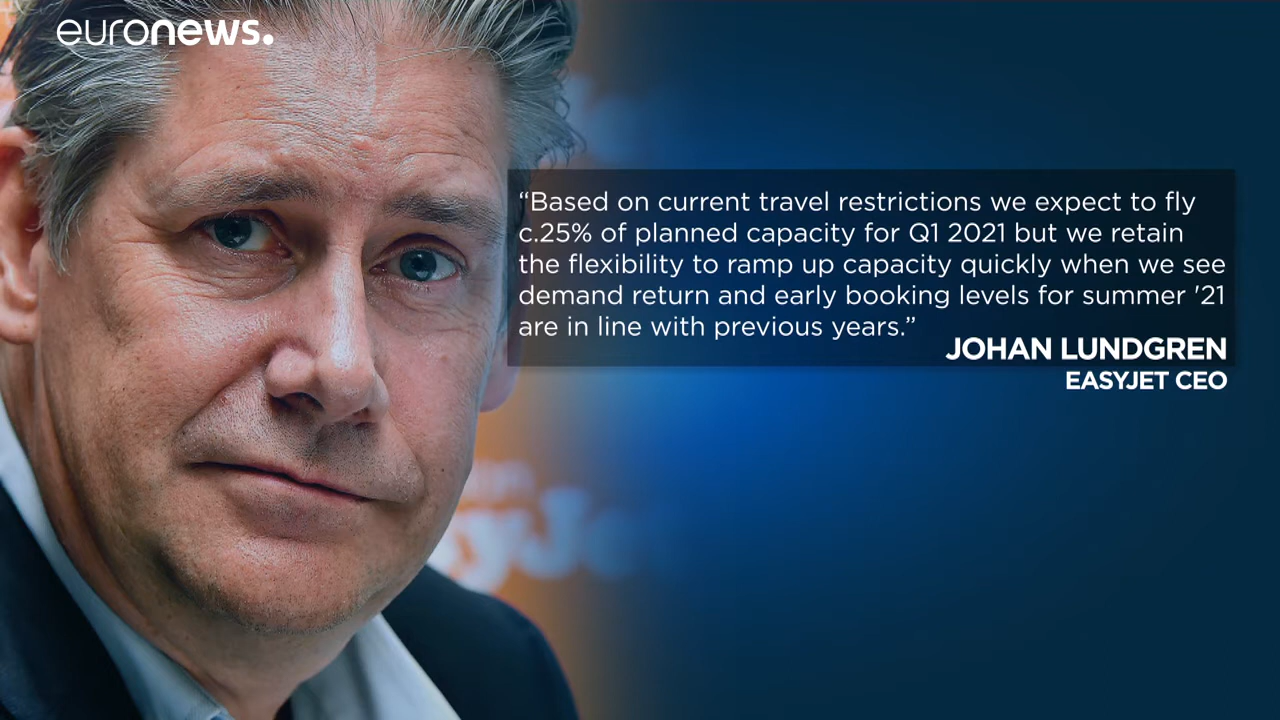 euronews.
“Based on current travel restrictions we expect to fly
c.25% of planned capacity for Q1 2021 but we retain
the flexibility to ramp up capacity quickly when we see
demand return and early booking levels for summer '21
are in line with previous years.”
JOHAN LUNDGREN
EASYJET CEO